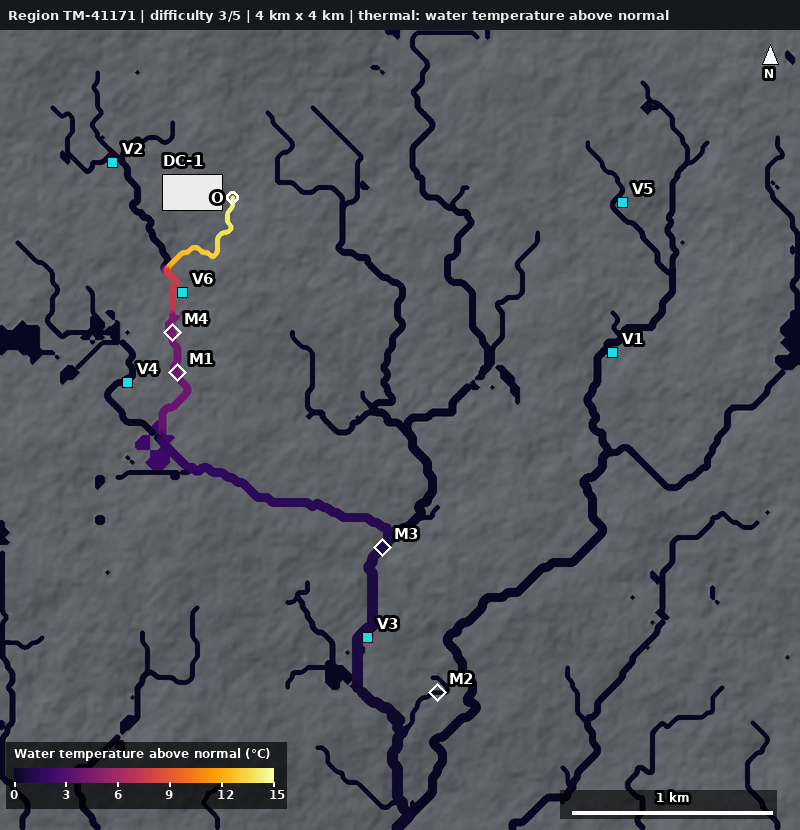 Region TM-41171 | difficulty 3/5 | 4 km x 4 km | thermal: water temperature above normal
N
V2
DC-1
O
V5
V6
M4
V1
M1
V4
M3
V3
M2
Water temperature above normal (°C)
0 3 6 9 12 15
1 km